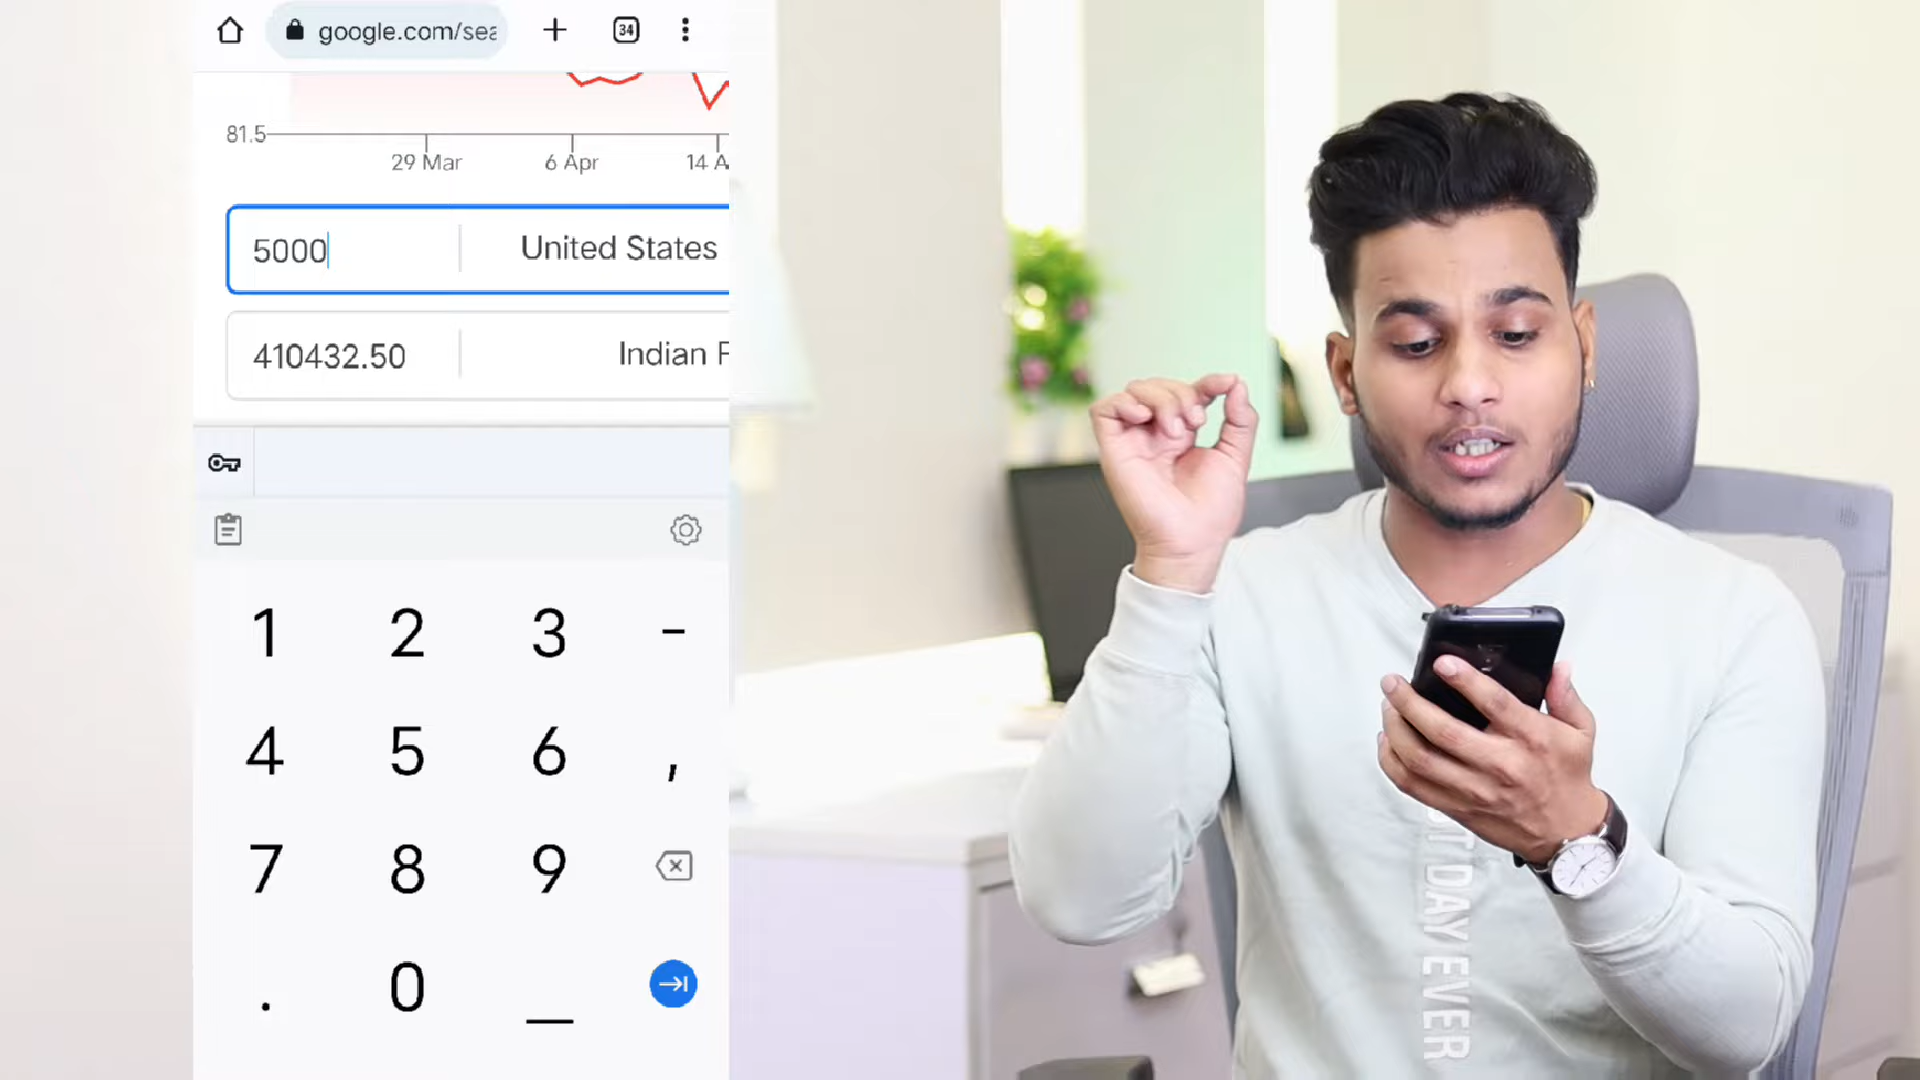 google.com/sea
34
81.5
29 Mar 6 Apr 14 A
5000 United States
410432.50 Indian
1 2 3 -
4 5 6 ,
7 8 9
. 0 _
T DAY EVER